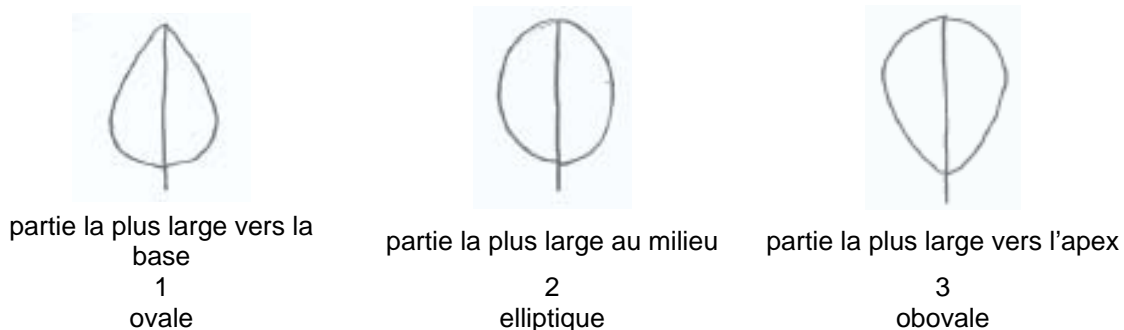 partie la plus large vers la
base
1
ovale
partie la plus large au milieu
2
elliptique
partie la plus large vers l’apex
3
obovale